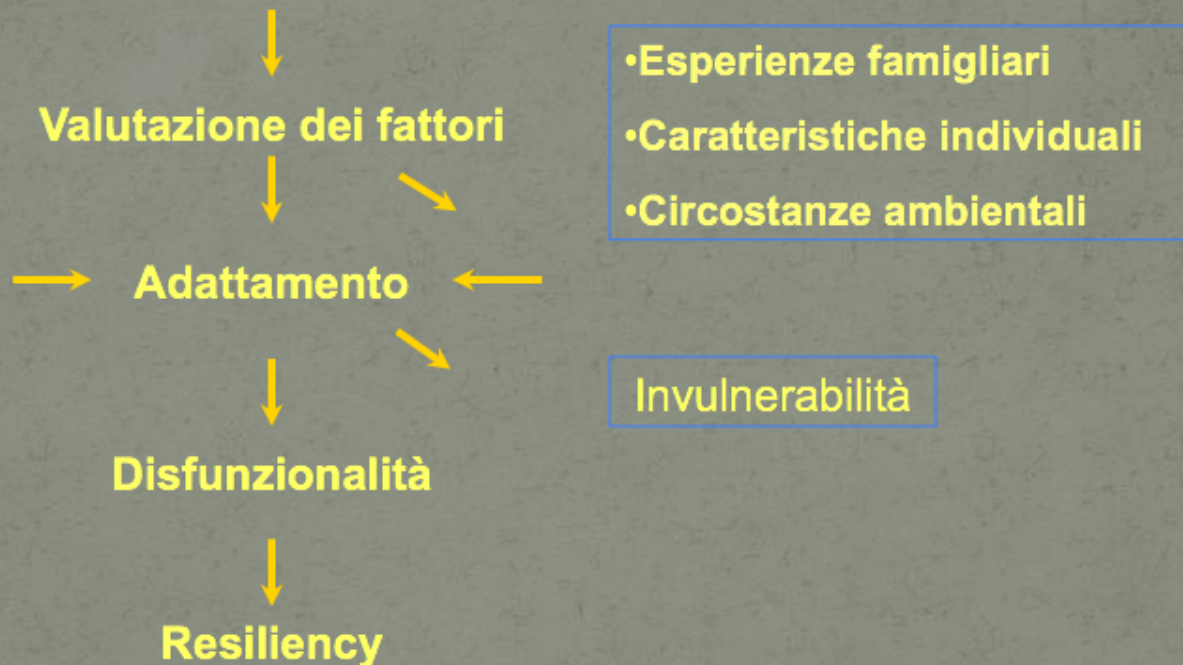 Valutazione dei fattori
•Esperienze famigliari
•Caratteristiche individuali
•Circostanze ambientali
Adattamento
Invulnerabilità
Disfunzionalità
Resiliency